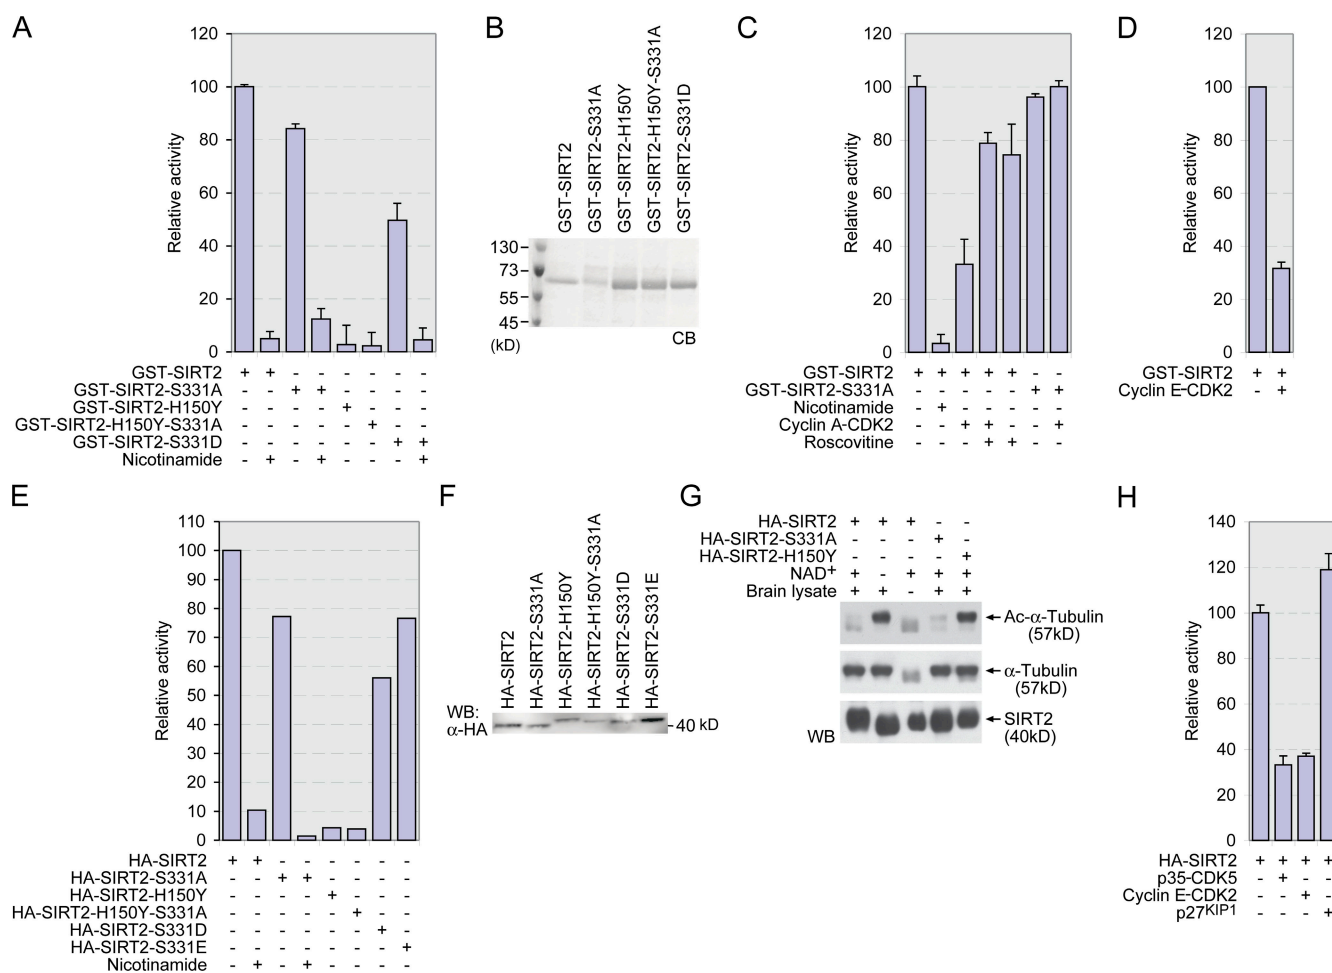 A
Relative activity
120
100
80
60
40
20
0
GST-SIRT2 + + - - - - - -
GST-SIRT2-S331A - - + + - - - -
GST-SIRT2-H150Y - - - - + - - -
GST-SIRT2-H150Y-S331A - - - - - + - -
GST-SIRT2-S331D - - - - - - + +
Nicotinamide - + - + - - - +
B
GST-SIRT2
GST-SIRT2-S331A
GST-SIRT2-H150Y
GST-SIRT2-H150Y-S331A
GST-SIRT2-S331D
130
73
55
45
(kD)
CB
C
Relative activity
120
100
80
60
40
20
0
GST-SIRT2 + + + + + - -
GST-SIRT2-S331A - - - - - + +
Nicotinamide - + - - - - -
Cyclin A-CDK2 - - + + - - +
Roscovitine - - - + + - -
D
Relative activity
120
100
80
60
40
20
0
GST-SIRT2 + +
Cyclin E-CDK2 - +
E
Relative activity
110
100
90
80
70
60
50
40
30
20
10
0
HA-SIRT2 + + - - - - - -
HA-SIRT2-S331A - - + + - - - -
HA-SIRT2-H150Y - - - - + - - -
HA-SIRT2-H150Y-S331A - - - - - + - -
HA-SIRT2-S331D - - - - - - + -
HA-SIRT2-S331E - - - - - - - +
Nicotinamide - + - + - - - -
F
HA-SIRT2
HA-SIRT2-S331A
HA-SIRT2-H150Y
HA-SIRT2-H150Y-S331A
HA-SIRT2-S331D
HA-SIRT2-S331E
WB:
α-HA
40 kD
G
HA-SIRT2 + + + - -
HA-SIRT2-S331A - - - + -
HA-SIRT2-H150Y - - - - +
NAD+ + - + + +
Brain lysate + + - + +
Ac-α-Tubulin
(57kD)
α-Tubulin
(57kD)
SIRT2
(40kD)
WB
H
Relative activity
140
120
100
80
60
40
20
0
HA-SIRT2 + + + +
p35-CDK5 - + - -
Cyclin E-CDK2 - - + -
p27KIP1 - - - +